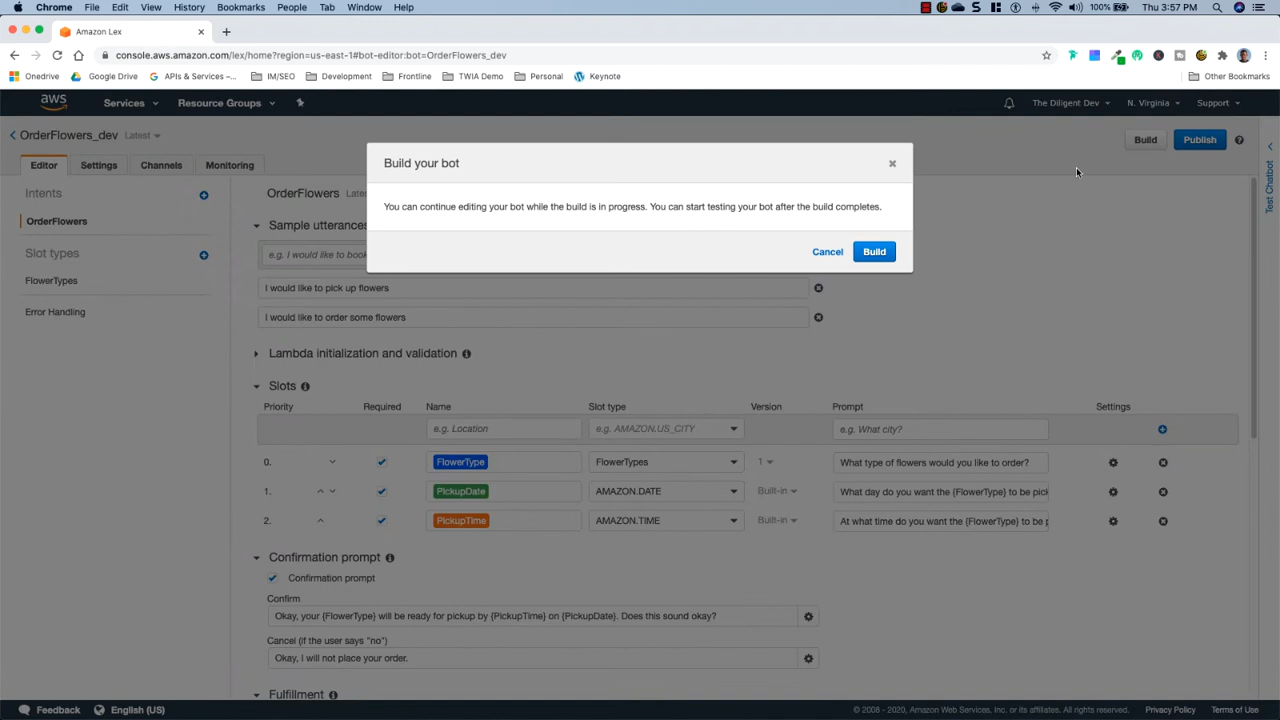 Chrome File Edit View History Bookmarks People Tab Window Help 100% Thu 3:57 PM
Amazon Lex
console.aws.amazon.com/lex/home?region=us-east-1#bot-editor:bot=OrderFlowers_dev
Onedrive Google Drive APIs & Services –... IM/SEO Development Frontline TWIA Demo Personal Keynote Other Bookmarks
aws Services Resource Groups The Diligent Dev N. Virginia Support
OrderFlowers_dev Latest Build Publish
Editor Settings Channels Monitoring
Test Chatbot
Build your bot
You can continue editing your bot while the build is in progress. You can start testing your bot after the build completes.
Cancel Build
Intents
OrderFlowers
Slot types
FlowerTypes
Error Handling
OrderFlowers
Sample utterances
e.g. I would like to book
I would like to pick up flowers
I would like to order some flowers
Lambda initialization and validation
Slots
Priority Required Name Slot type Version Prompt Settings
e.g. Location e.g. AMAZON.US_CITY e.g. What city?
0. FlowerType FlowerTypes 1 What type of flowers would you like to order?
1. PickupDate AMAZON.DATE Built-in What day do you want the {FlowerType} to be pick
2. PickupTime AMAZON.TIME Built-in At what time do you want the {FlowerType} to be p
Confirmation prompt
Confirmation prompt
Confirm
Okay, your {FlowerType} will be ready for pickup by {PickupTime} on {PickupDate}. Does this sound okay?
Cancel (if the user says "no")
Okay, I will not place your order.
Fulfillment
Feedback English (US) © 2008 - 2020, Amazon Web Services, Inc. or its affiliates. All rights reserved. Privacy Policy Terms of Use